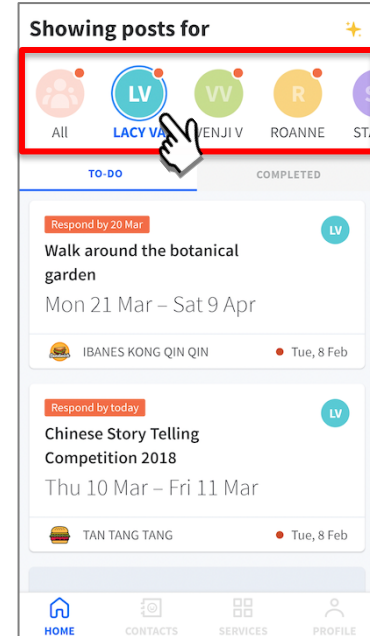 Showing posts for
LV
VV
R
S
All
LACY VA
VENJI V
ROANNE
STA
TO-DO
COMPLETED
Respond by 20 Mar
LV
Walk around the botanical
garden
Mon 21 Mar – Sat 9 Apr
IBANES KONG QIN QIN
Tue, 8 Feb
Respond by today
LV
Chinese Story Telling
Competition 2018
Thu 10 Mar – Fri 11 Mar
TAN TANG TANG
Tue, 8 Feb
HOME
CONTACTS
SERVICES
PROFILE